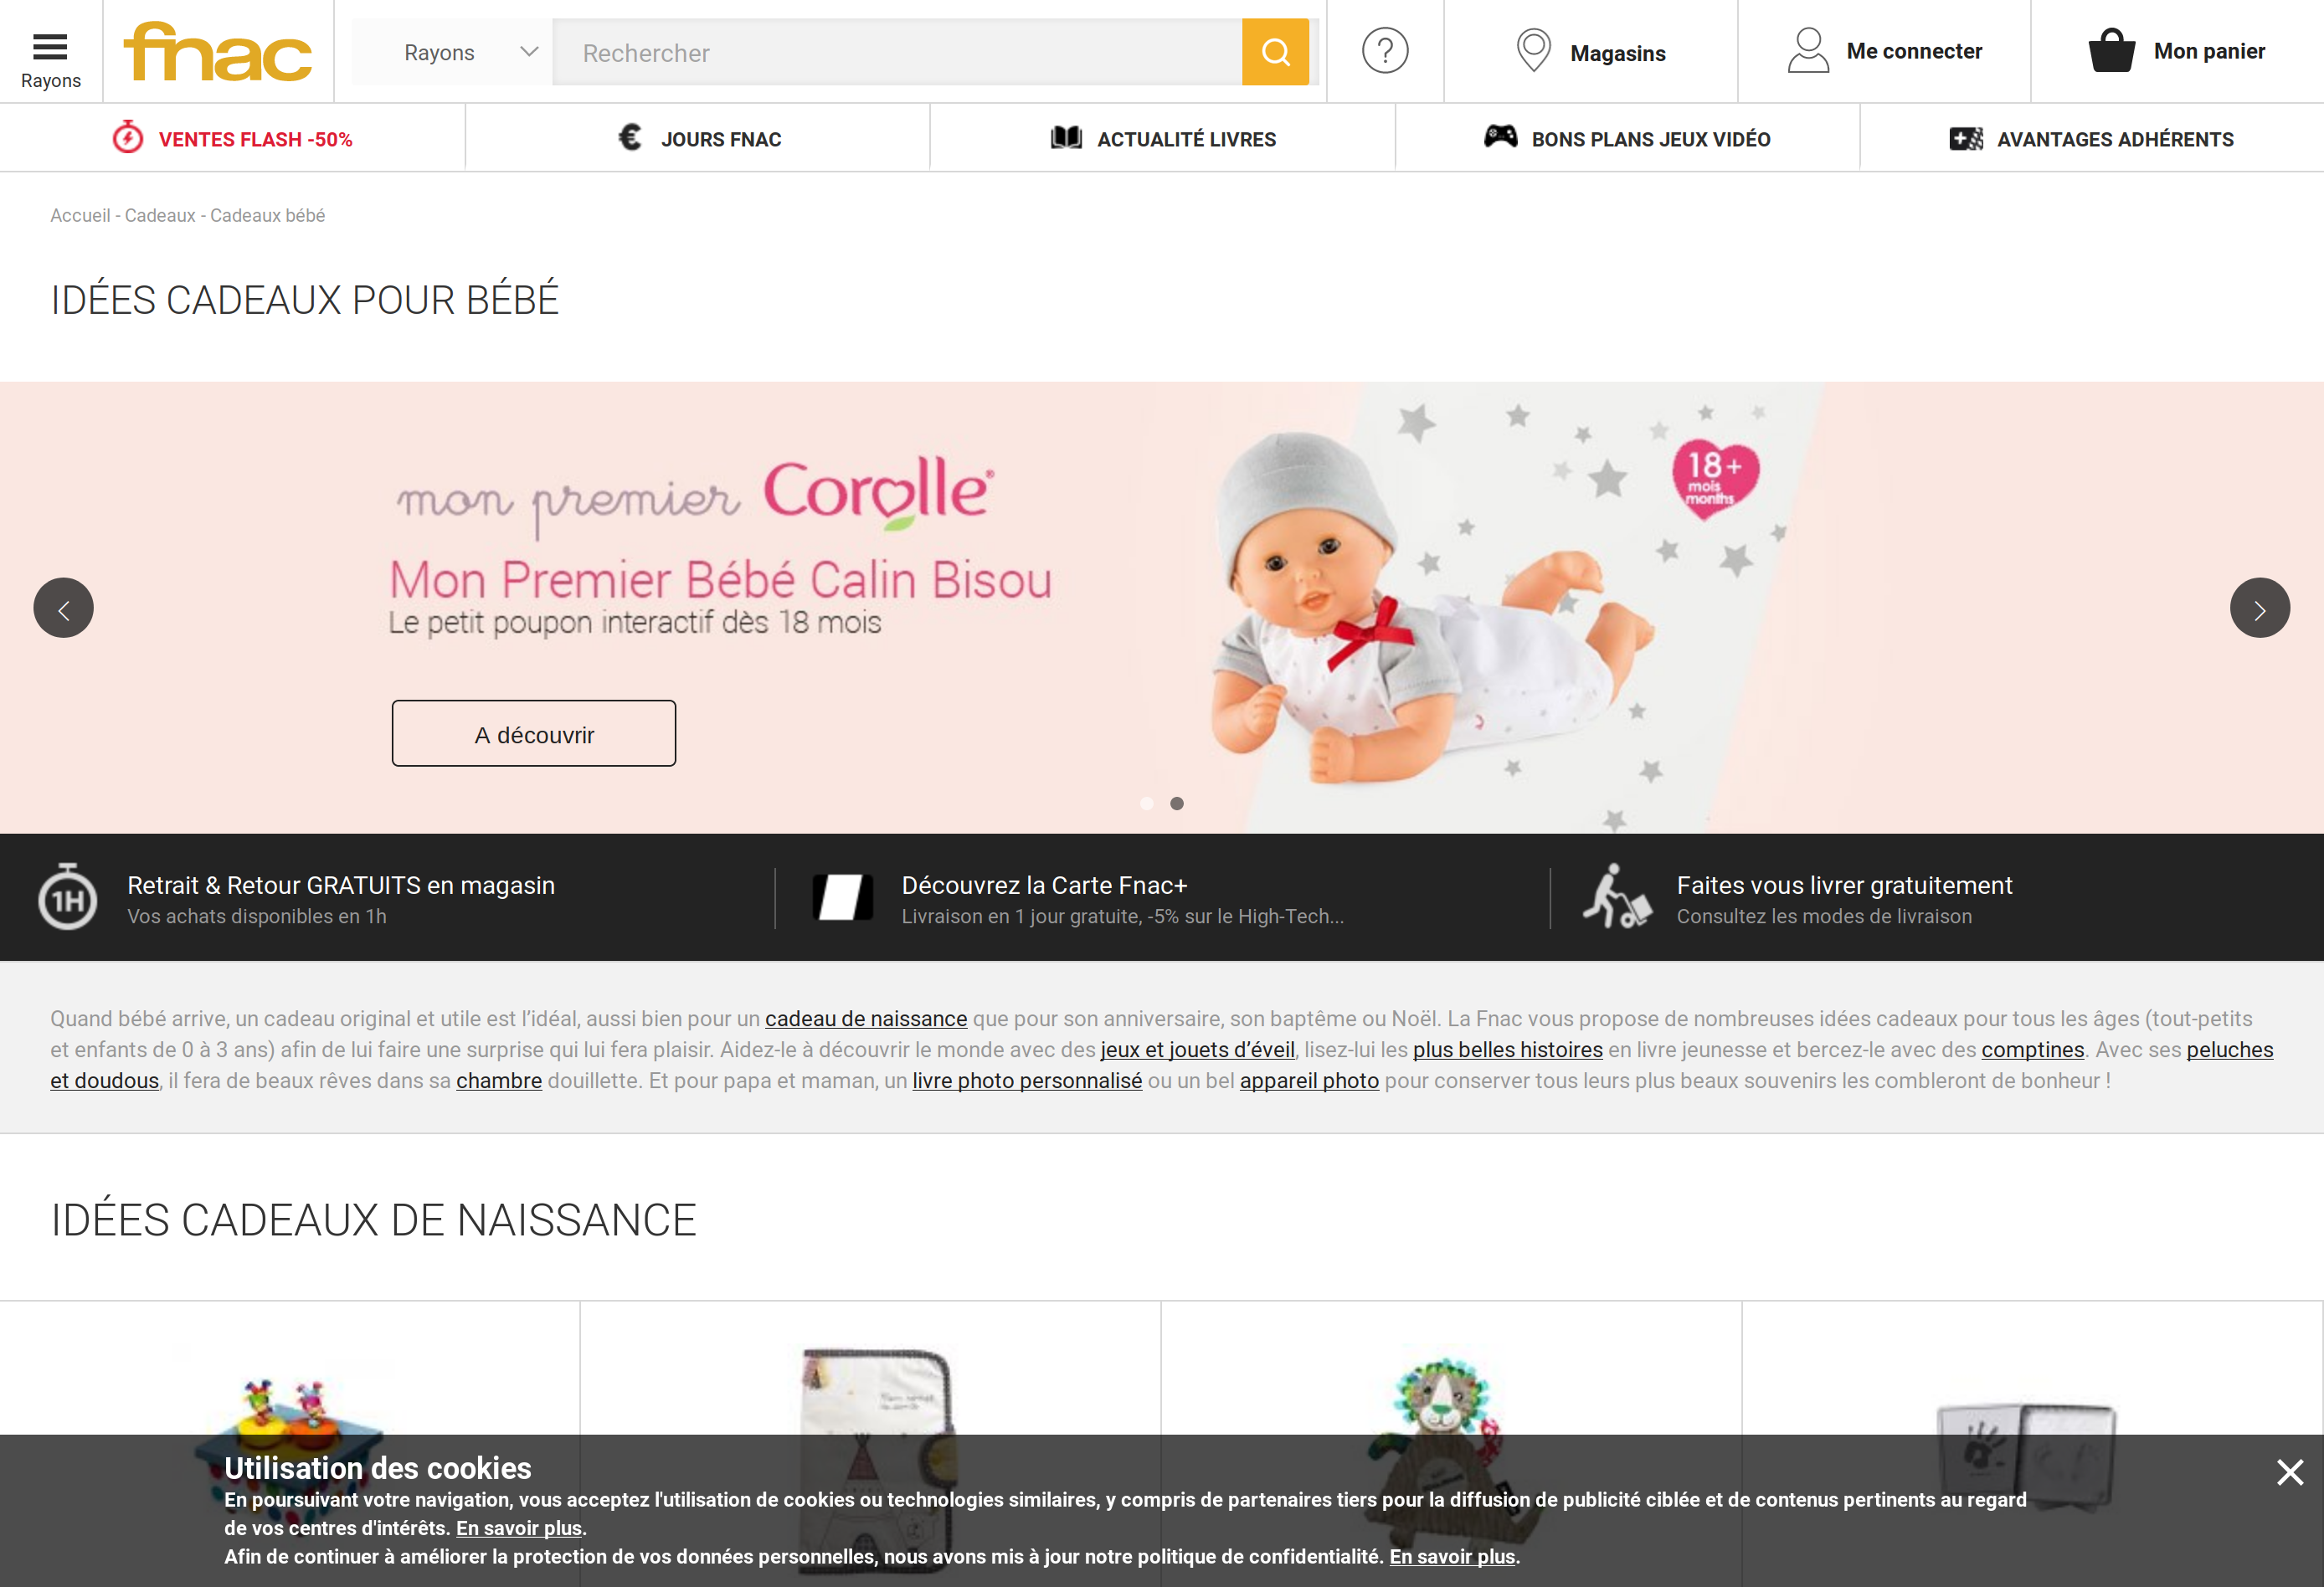 Rayons
fnac
Rayons
Rechercher
?
Magasins
Me connecter
Mon panier
VENTES FLASH -50%
€ JOURS FNAC
ACTUALITÉ LIVRES
BONS PLANS JEUX VIDÉO
AVANTAGES ADHÉRENTS
Accueil - Cadeaux - Cadeaux bébé
IDÉES CADEAUX POUR BÉBÉ
mon premier Corolle®
Mon Premier Bébé Calin Bisou
Le petit poupon interactif dès 18 mois
A découvrir
18+
mois
months
1H
Retrait & Retour GRATUITS en magasin
Vos achats disponibles en 1h
Découvrez la Carte Fnac+
Livraison en 1 jour gratuite, -5% sur le High-Tech...
Faites vous livrer gratuitement
Consultez les modes de livraison
Quand bébé arrive, un cadeau original et utile est l’idéal, aussi bien pour un cadeau de naissance que pour son anniversaire, son baptême ou Noël. La Fnac vous propose de nombreuses idées cadeaux pour tous les âges (tout-petits
et enfants de 0 à 3 ans) afin de lui faire une surprise qui lui fera plaisir. Aidez-le à découvrir le monde avec des jeux et jouets d’éveil, lisez-lui les plus belles histoires en livre jeunesse et bercez-le avec des comptines. Avec ses peluches
et doudous, il fera de beaux rêves dans sa chambre douillette. Et pour papa et maman, un livre photo personnalisé ou un bel appareil photo pour conserver tous leurs plus beaux souvenirs les combleront de bonheur !
IDÉES CADEAUX DE NAISSANCE
Utilisation des cookies
En poursuivant votre navigation, vous acceptez l'utilisation de cookies ou technologies similaires, y compris de partenaires tiers pour la diffusion de publicité ciblée et de contenus pertinents au regard
de vos centres d'intérêts. En savoir plus.
Afin de continuer à améliorer la protection de vos données personnelles, nous avons mis à jour notre politique de confidentialité. En savoir plus.